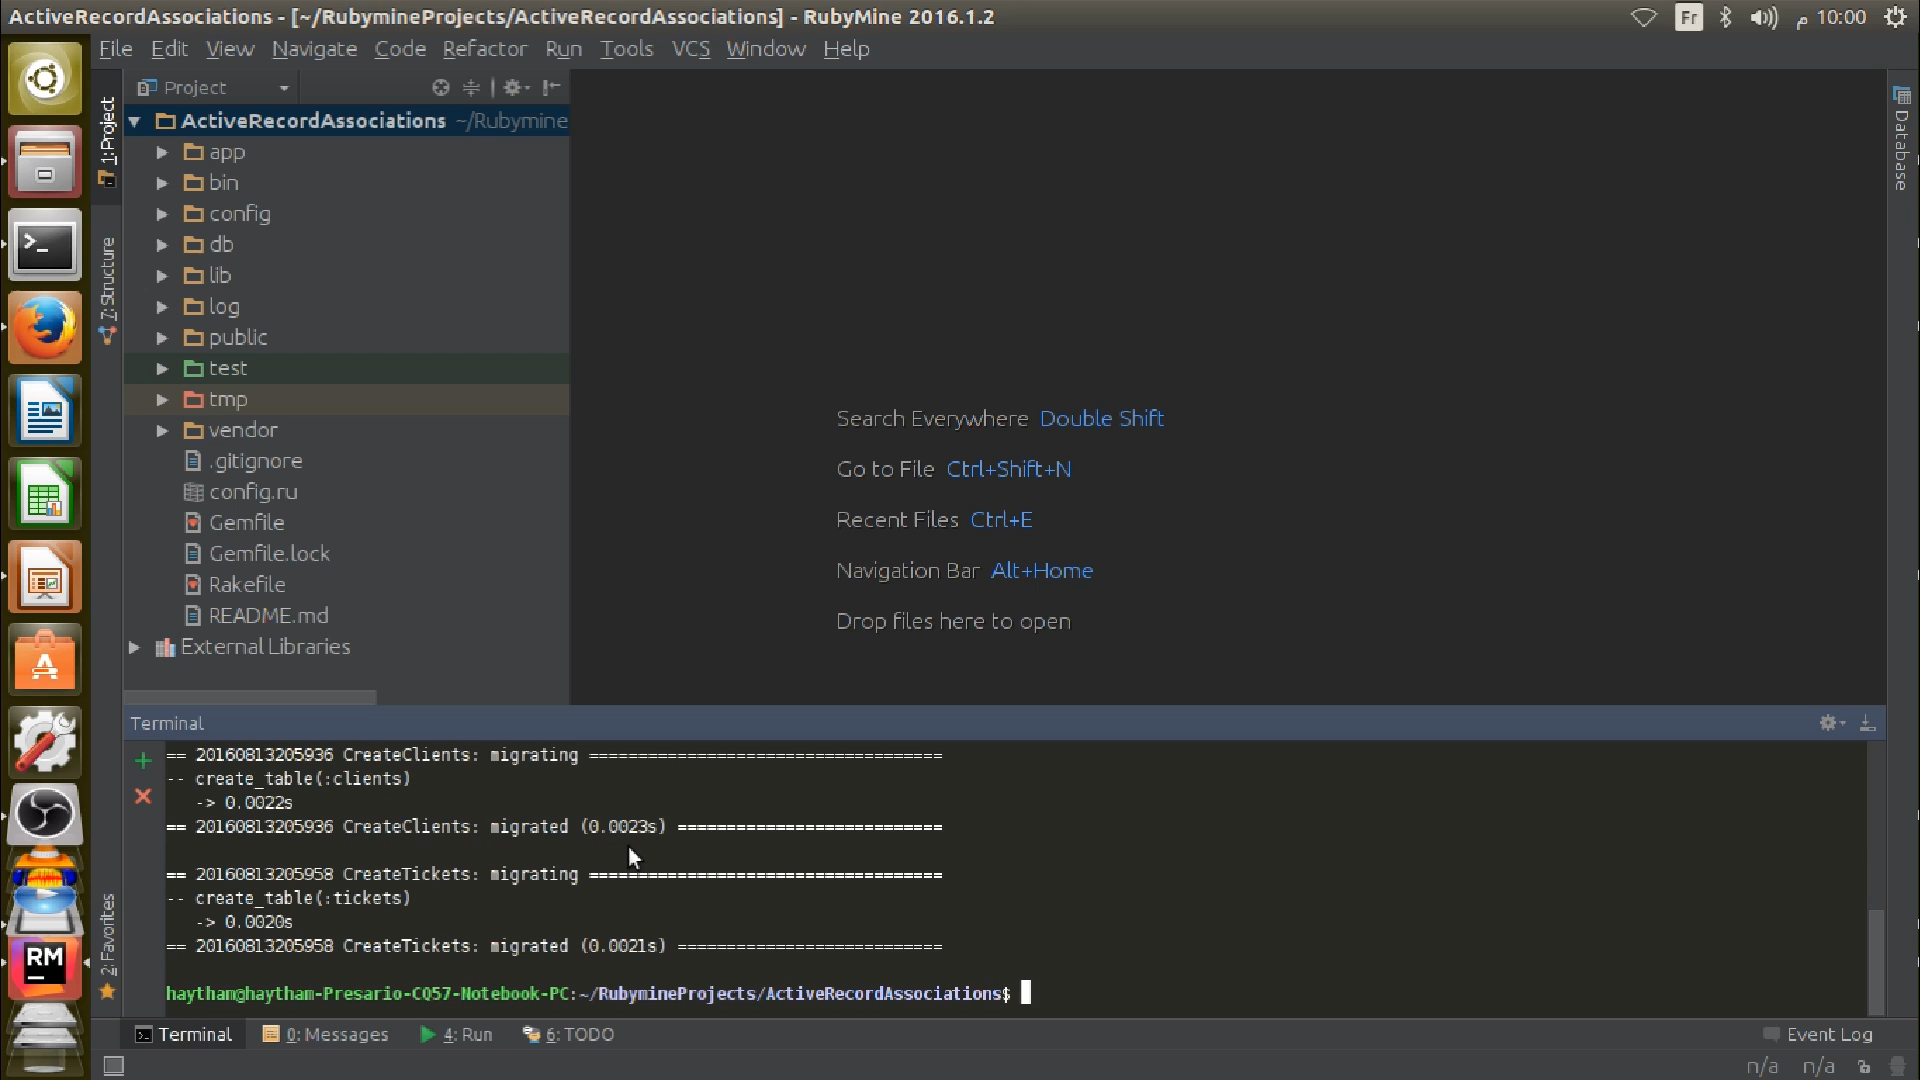 ActiveRecordAssociations - [~/RubymineProjects/ActiveRecordAssociations] - RubyMine 2016.1.2
Fr
م 10:00
File Edit View Navigate Code Refactor Run Tools VCS Window Help
Project
1:Project
7:Structure
2:Favorites
Database
ActiveRecordAssociations ~/Rubymine
app
bin
config
db
lib
log
public
test
tmp
vendor
.gitignore
config.ru
Gemfile
Gemfile.lock
Rakefile
README.md
External Libraries
Search Everywhere Double Shift
Go to File Ctrl+Shift+N
Recent Files Ctrl+E
Navigation Bar Alt+Home
Drop files here to open
Terminal
== 20160813205936 CreateClients: migrating ====================================
-- create_table(:clients)
-> 0.0022s
== 20160813205936 CreateClients: migrated (0.0023s) ===========================
== 20160813205958 CreateTickets: migrating ====================================
-- create_table(:tickets)
-> 0.0020s
== 20160813205958 CreateTickets: migrated (0.0021s) ===========================
haytham@haytham-Presario-CQ57-Notebook-PC:~/RubymineProjects/ActiveRecordAssociations$
Terminal 0: Messages 4: Run 6: TODO Event Log
n/a n/a
RM